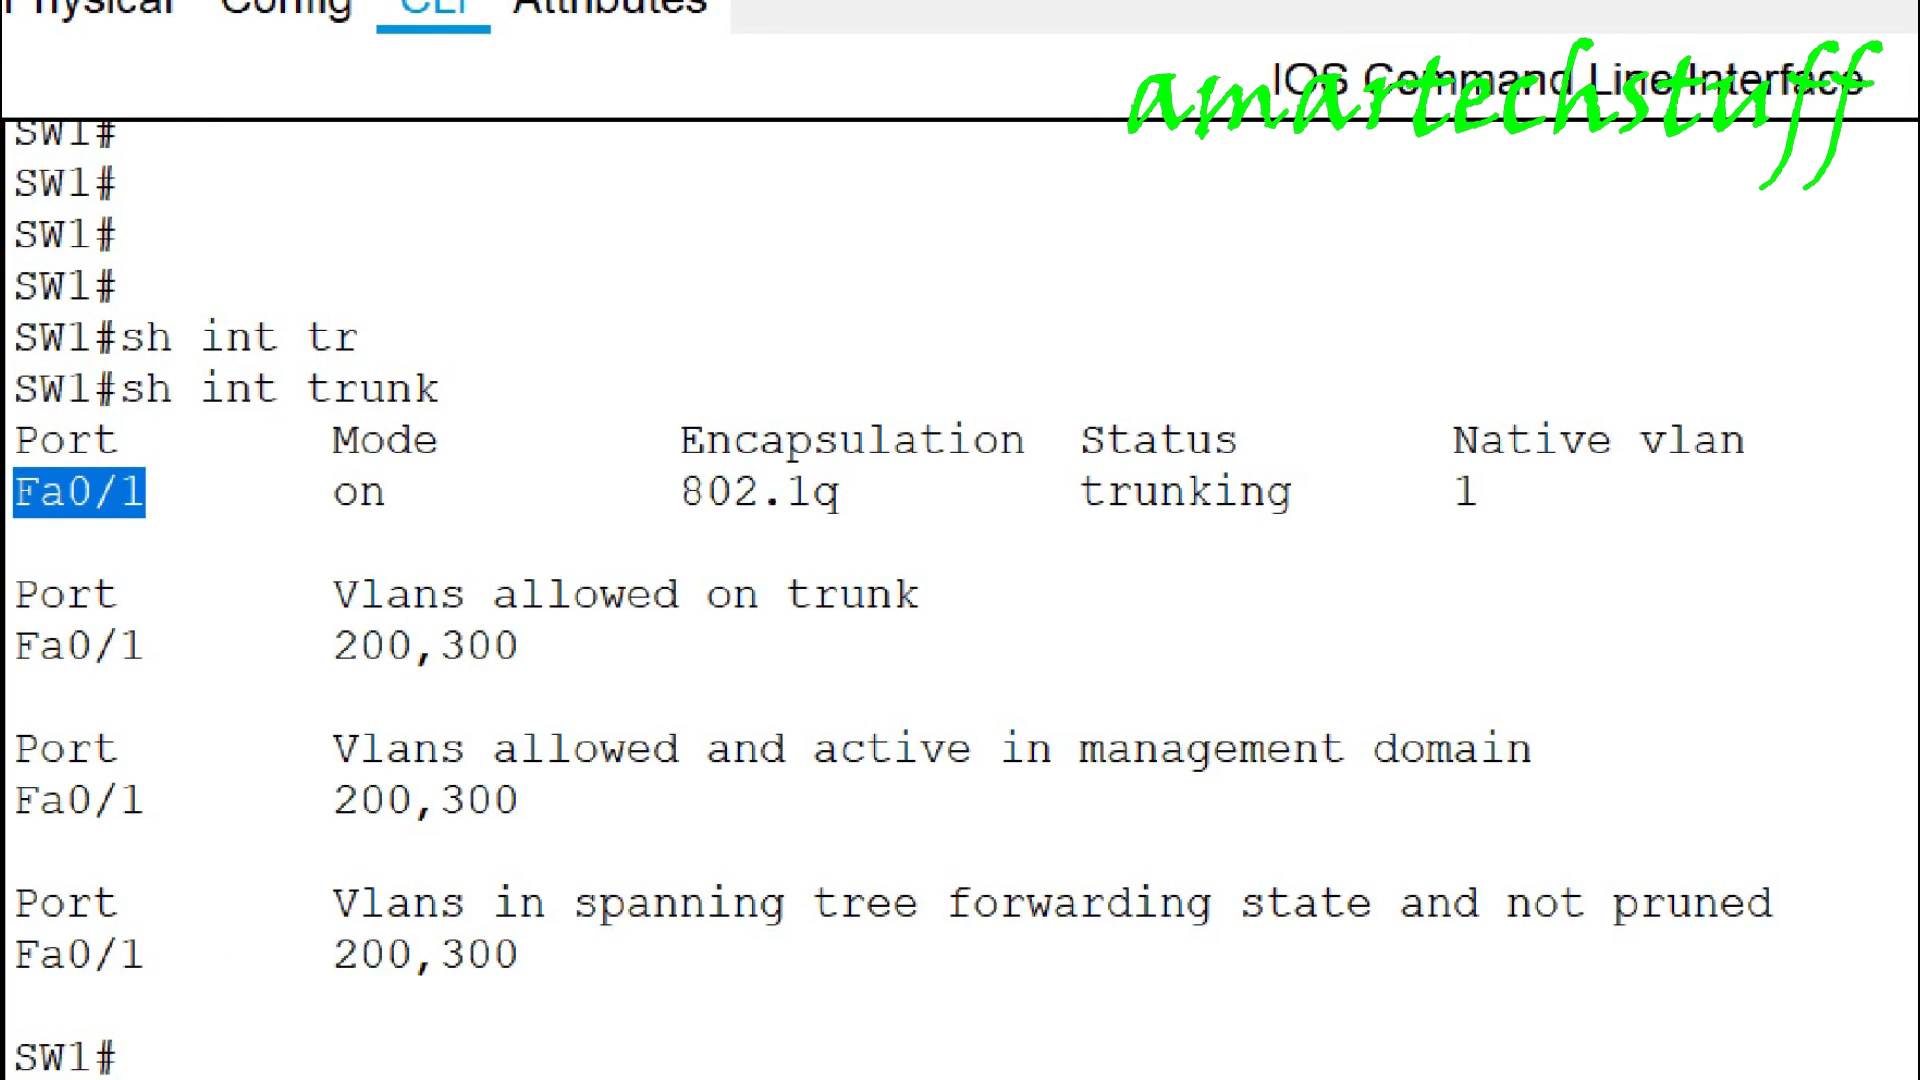 Physical Config CLI Attributes
IOS Command Line Interface
amartechstuff
SW1#
SW1#
SW1#
SW1#
SW1#sh int tr
SW1#sh int trunk
Port Mode Encapsulation Status Native vlan
Fa0/1 on 802.1q trunking 1
Port Vlans allowed on trunk
Fa0/1 200,300
Port Vlans allowed and active in management domain
Fa0/1 200,300
Port Vlans in spanning tree forwarding state and not pruned
Fa0/1 200,300
SW1#